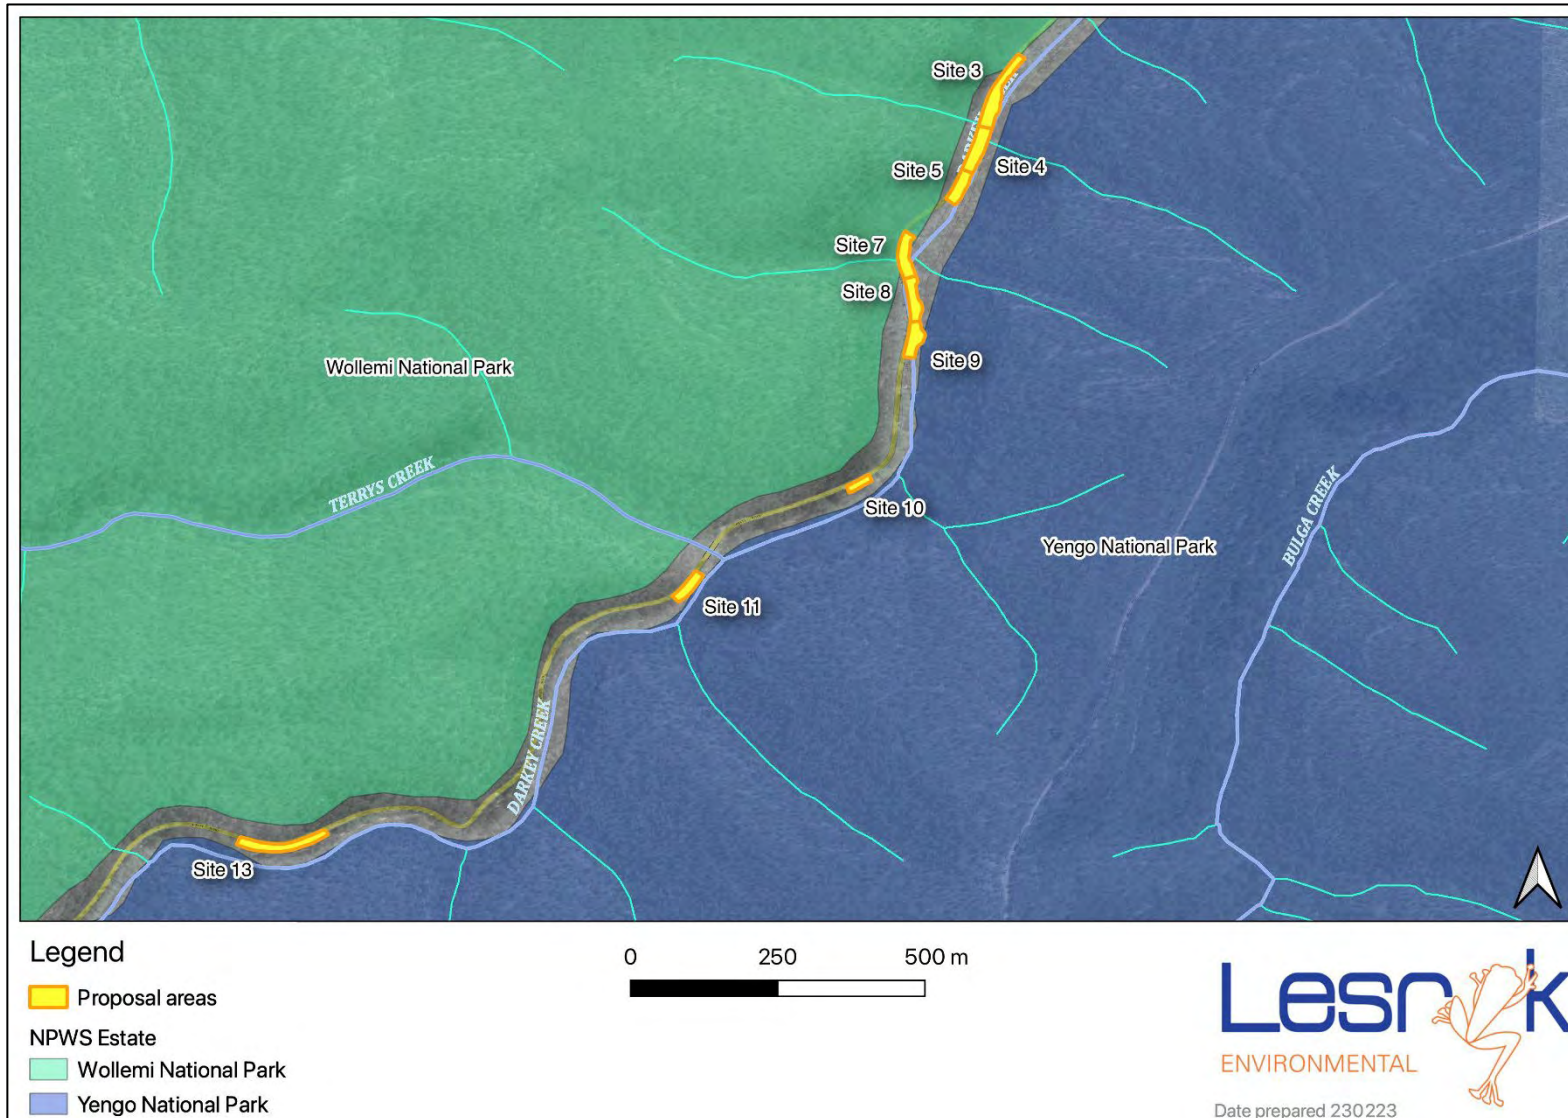 Site 3
Site 5
Site 4
Site 7
Site 8
Site 9
Wollemi National Park
TERRYS CREEK
Site 10
Yengo National Park
BULGA CREEK
Site 11
DARKEY CREEK
Site 13
Legend
Proposal areas
NPWS Estate
Wollemi National Park
Yengo National Park
0 250 500 m
Lesryk
ENVIRONMENTAL
Date prepared 230223